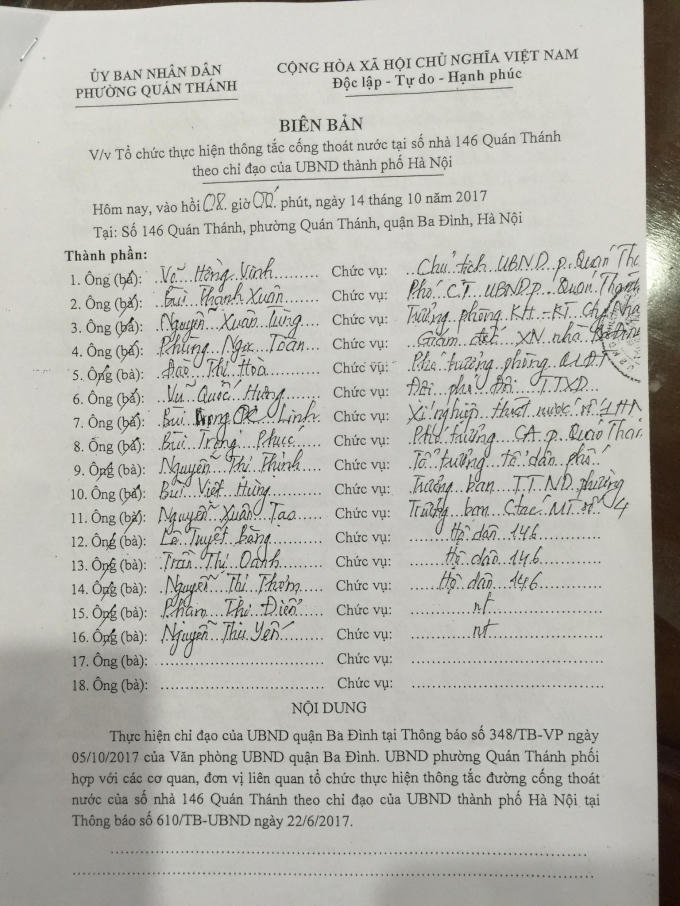 ỦY BAN NHÂN DÂN
PHƯỜNG QUÁN THÁNH
CỘNG HÒA XÃ HỘI CHỦ NGHĨA VIỆT NAM
Độc lập - Tự do - Hạnh phúc
BIÊN BẢN
V/v Tổ chức thực hiện thông tắc cống thoát nước tại số nhà 146 Quán Thánh
theo chỉ đạo của UBND thành phố Hà Nội
Hôm nay, vào hồi 08. giờ 00 phút, ngày 14 tháng 10 năm 2017
Tại: Số 146 Quán Thánh, phường Quán Thánh, quận Ba Đình, Hà Nội
Thành phần:
1. Ông (bà): Võ Hồng Vinh Chức vụ: Chủ tịch UBND p. Quán Thá
2. Ông (bà): Bùi Thanh Xuân Chức vụ: Phó C.T UBND p. Quán Thánh
3. Ông (bà): Nguyễn Xuân Chức vụ: Trưởng phòng KH-KT
4. Ông (bà): Phùng Ngọc Toàn Chức vụ: Giám đốc XN nhà
5. Ông (bà): Đào Thị Hòa Chức vụ: Phó trưởng phòng QLĐT
6. Ông (bà): Vũ Quốc Hưng Chức vụ: Đội phó Đội TTXD
7. Ông (bà): Bùi Linh Chức vụ: Xí nghiệp thoát nước số 1 HN
8. Ông (bà): Bùi Trọng Phúc Chức vụ: Phó trưởng CA p. Quán Thán
9. Ông (bà): Nguyễn Thị Thịnh Chức vụ: Tổ trưởng tổ dân phố
10. Ông (bà): Bùi Việt Hùng Chức vụ: Trưởng ban TTND phường
11. Ông (bà): Nguyễn Xuân Tạo Chức vụ: Trưởng ban Ctác MT số 4
12. Ông (bà): Lê Tuyết Băng Chức vụ: Hộ dân 146
13. Ông (bà): Trần Thị Oanh Chức vụ: Hộ dân 146
14. Ông (bà): Nguyễn Thị Thơm Chức vụ: Hộ dân 146
15. Ông (bà): Phạm Thị Điển Chức vụ: nt
16. Ông (bà): Nguyễn Thu Yến Chức vụ: nt
17. Ông (bà): Chức vụ:
18. Ông (bà): Chức vụ:
NỘI DUNG
Thực hiện chỉ đạo của UBND quận Ba Đình tại Thông báo số 348/TB-VP ngày
05/10/2017 của Văn phòng UBND quận Ba Đình. UBND phường Quán Thánh phối
hợp với các cơ quan, đơn vị liên quan tổ chức thực hiện thông tắc đường cống thoát
nước của số nhà 146 Quán Thánh theo chỉ đạo của UBND thành phố Hà Nội tại
Thông báo số 610/TB-UBND ngày 22/6/2017.